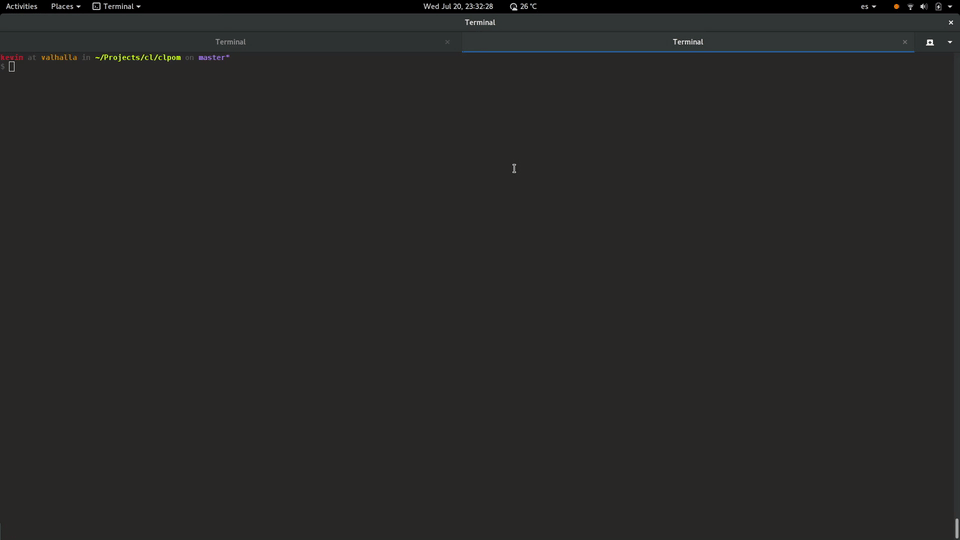 Activities Places Terminal Wed Jul 20, 23:32:28 26 °C es
Terminal
Terminal Terminal
kevin at valhalla in ~/Projects/cl/clpom on master*
$